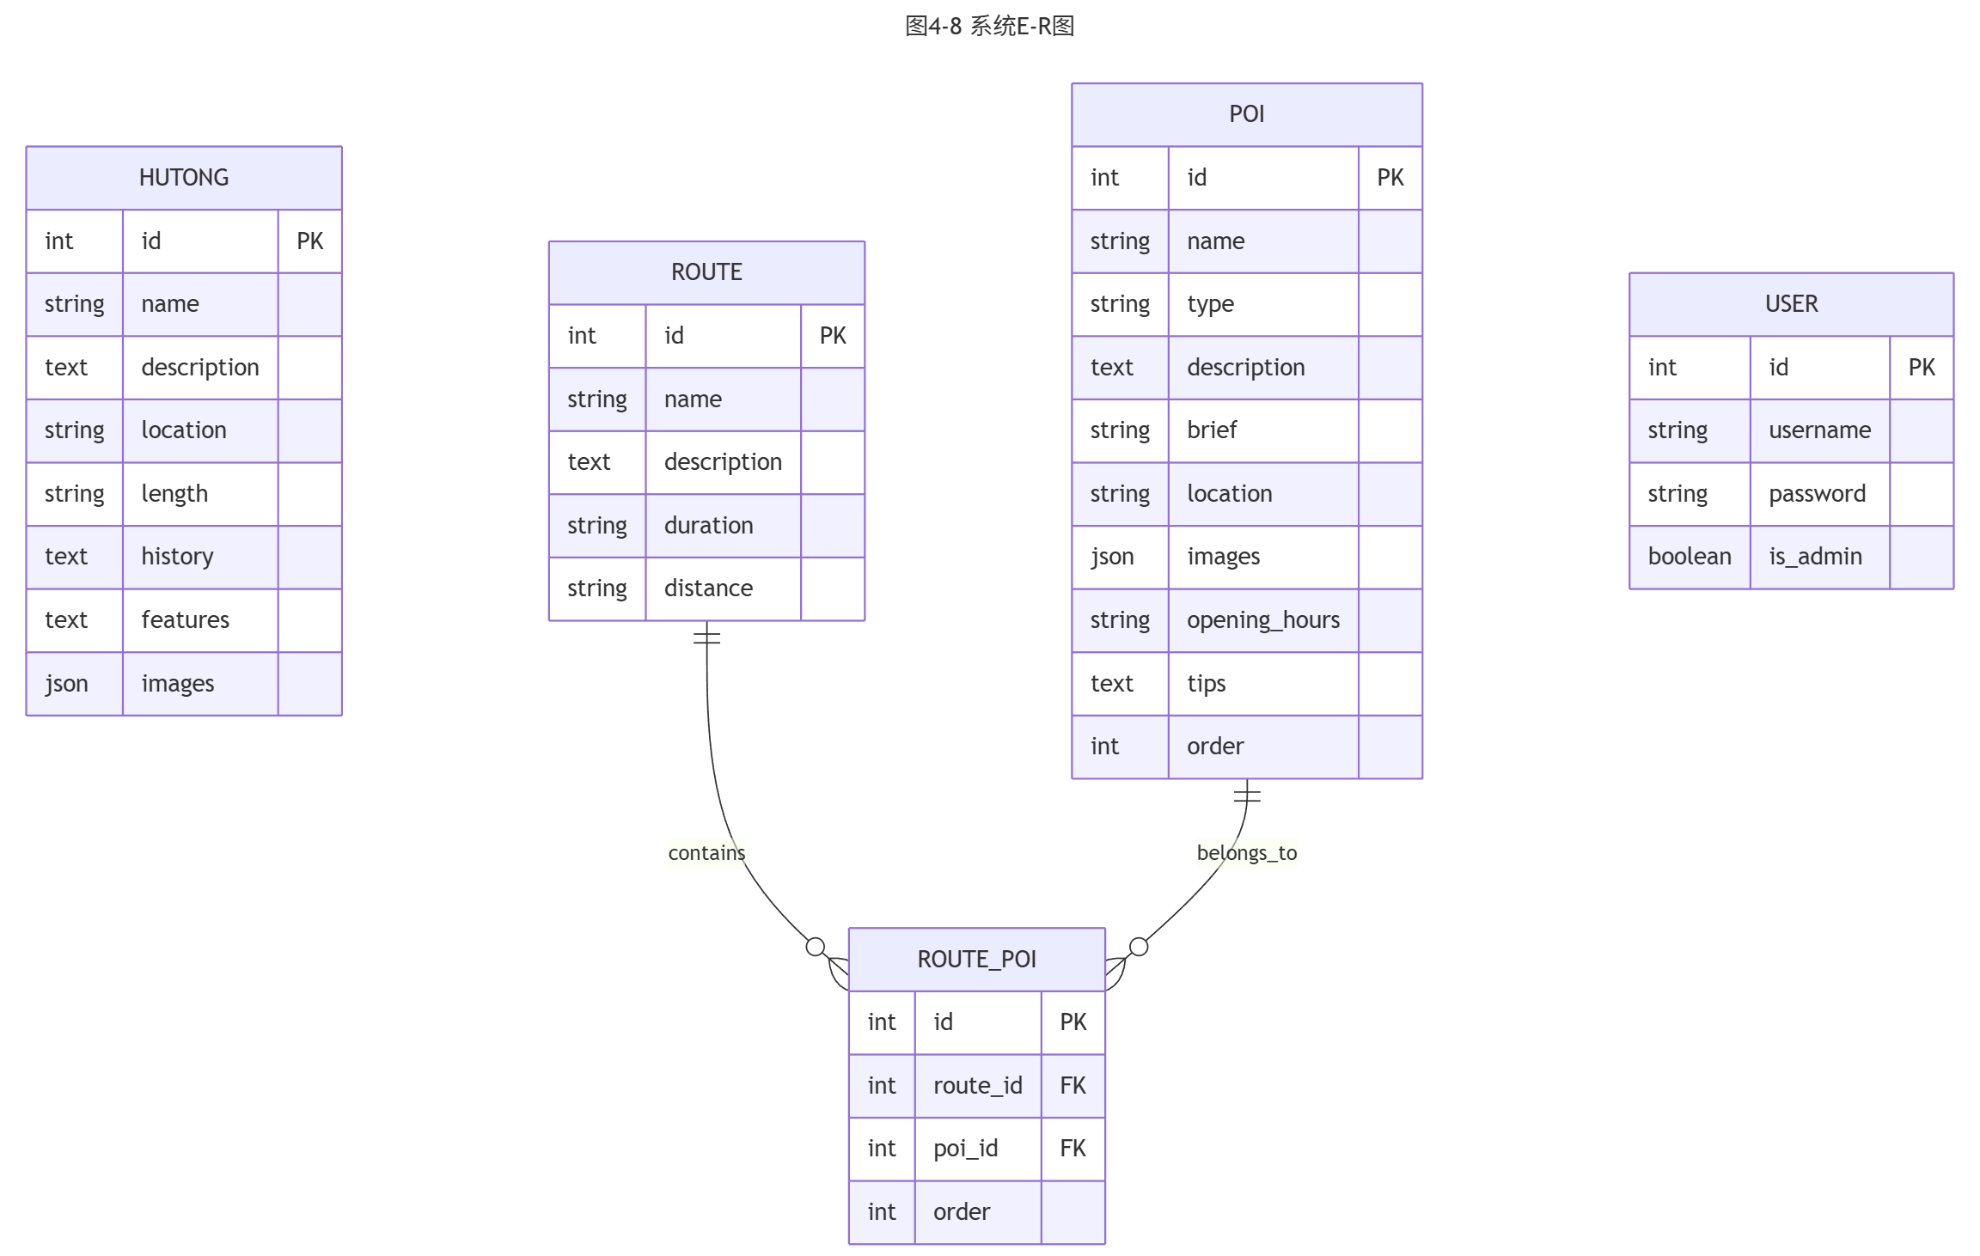 图4-8 系统E-R图
HUTONG
int id PK
string name
text description
string location
string length
text history
text features
json images
ROUTE
int id PK
string name
text description
string duration
string distance
POI
int id PK
string name
string type
text description
string brief
string location
json images
string opening_hours
text tips
int order
USER
int id PK
string username
string password
boolean is_admin
contains
belongs_to
ROUTE_POI
int id PK
int route_id FK
int poi_id FK
int order